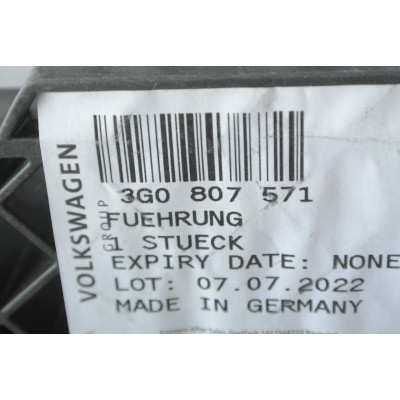 VOLKSWAGEN
GROUP
3G0 807 571
FUEHRUNG
1 STUECK
EXPIRY DATE: NONE
LOT: 07.07.2022
MADE IN GERMANY